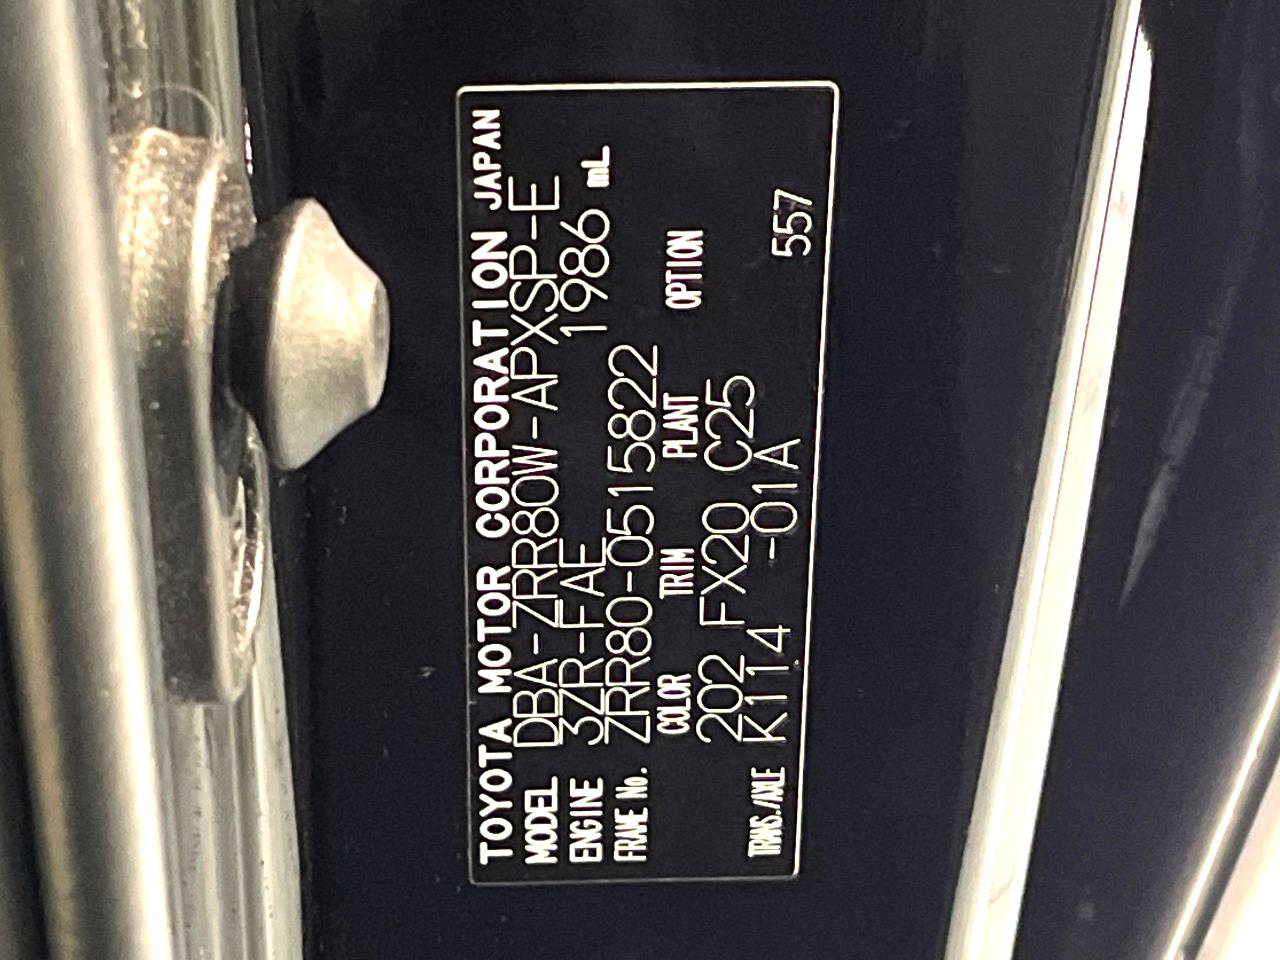 TOYOTA MOTOR CORPORATION JAPAN
MODEL DBA-ZRR80W-APXSP-E
ENGINE 3ZR-FAE 1986 mL
FRAME No. ZRR80-0515822
COLOR TRIM PLANT OPTION
202 FX20 C25
TRANS./AXLE K114 -01A 557